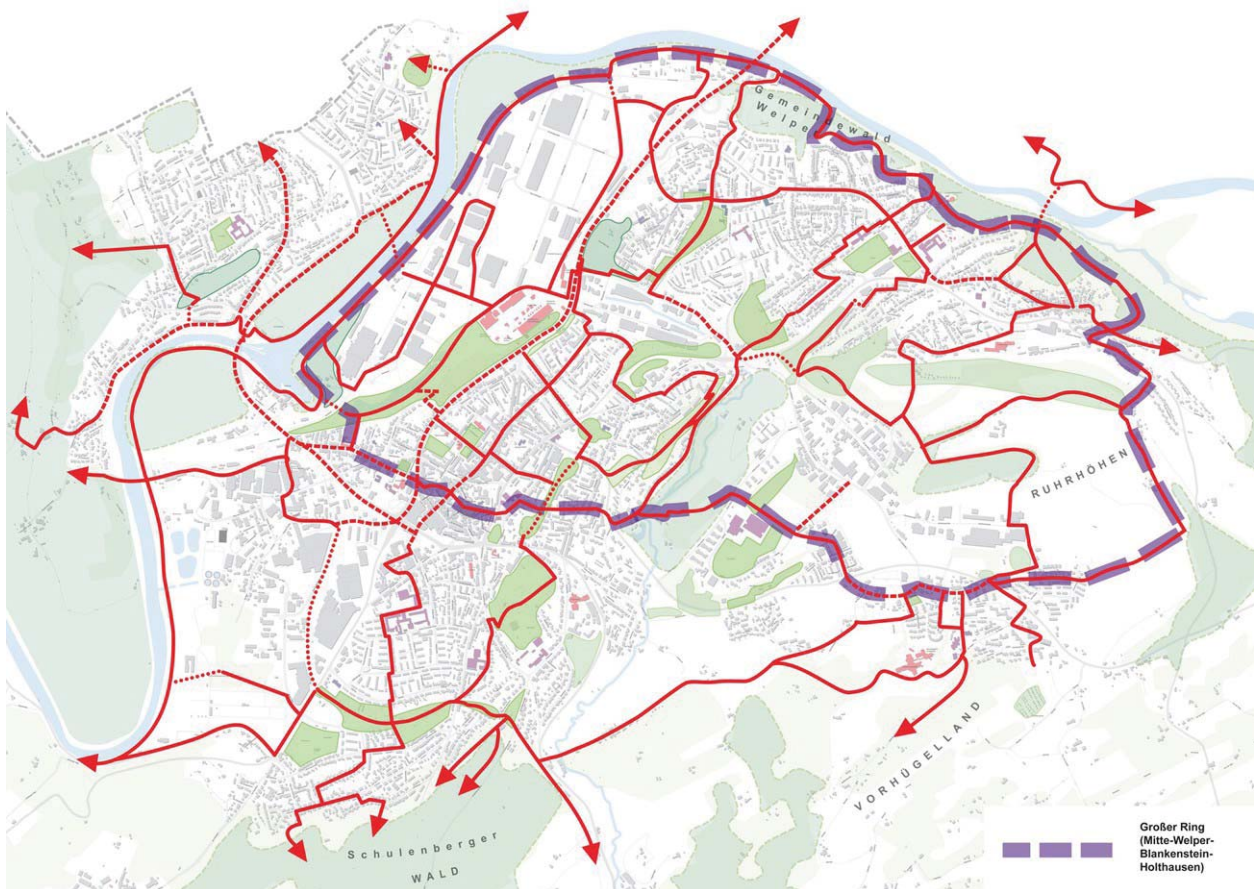 Gemeindewald
Welper
RUHRHÖHEN
VORHÜGELLAND
Schulenberger
WALD
Großer Ring
(Mitte-Welper-
Blankenstein-
Holthausen)